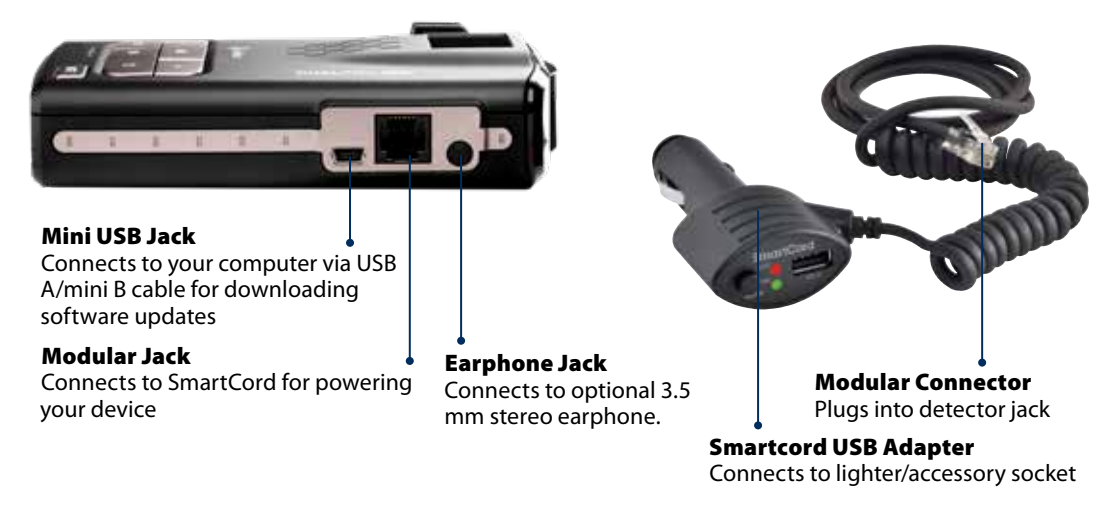 SmartCord
Mini USB Jack
Connects to your computer via USB
A/mini B cable for downloading
software updates
Modular Jack
Connects to SmartCord for powering
your device
Earphone Jack
Connects to optional 3.5
mm stereo earphone.
Modular Connector
Plugs into detector jack
Smartcord USB Adapter
Connects to lighter/accessory socket